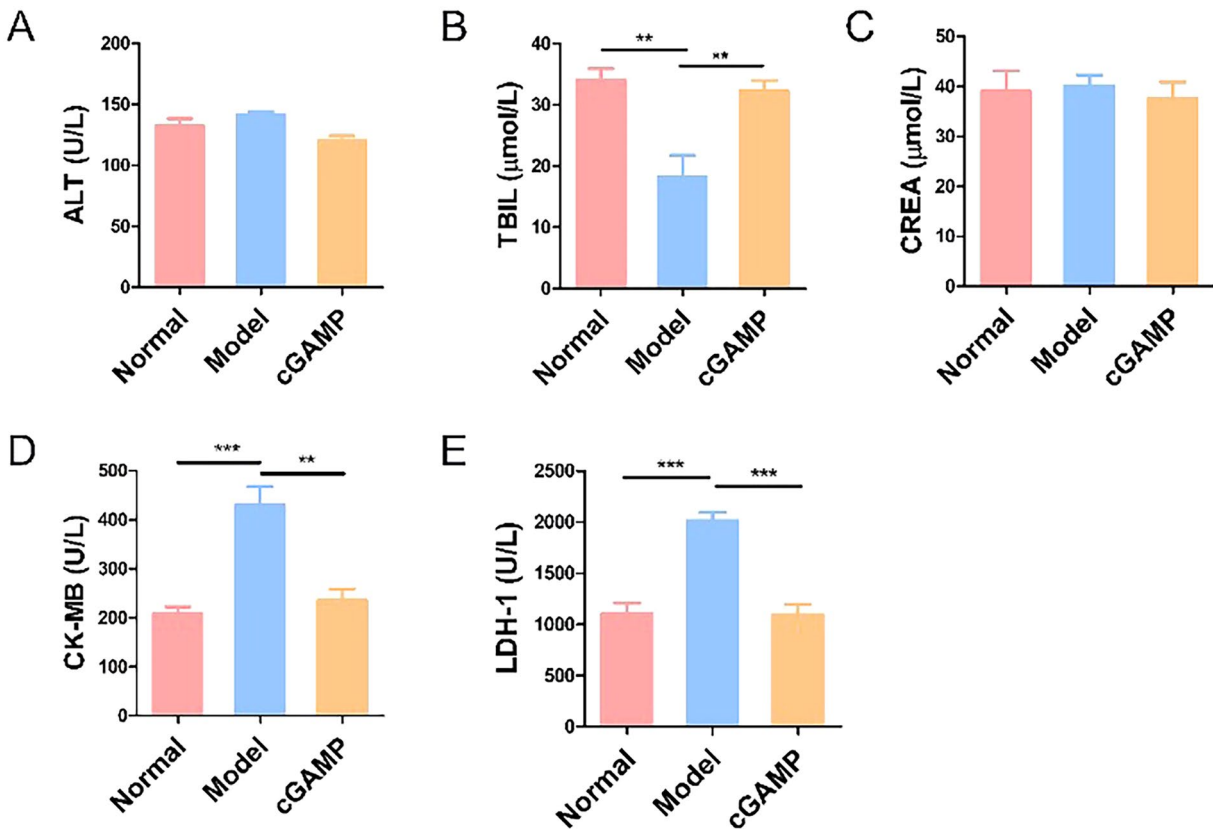 A
ALT (U/L)
200
150
100
50
0
Normal
Model
cGAMP
B
TBIL (μmol/L)
40
30
20
10
0
**
**
Normal
Model
cGAMP
C
CREA (μmol/L)
50
40
30
20
10
0
Normal
Model
cGAMP
D
CK-MB (U/L)
500
400
300
200
100
0
***
**
Normal
Model
cGAMP
E
LDH-1 (U/L)
2500
2000
1500
1000
500
0
***
***
Normal
Model
cGAMP